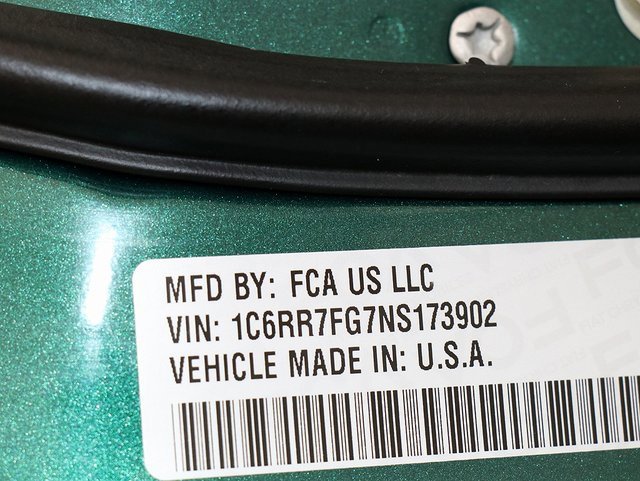 MFD BY: FCA US LLC
VIN: 1C6RR7FG7NS173902
VEHICLE MADE IN: U.S.A.